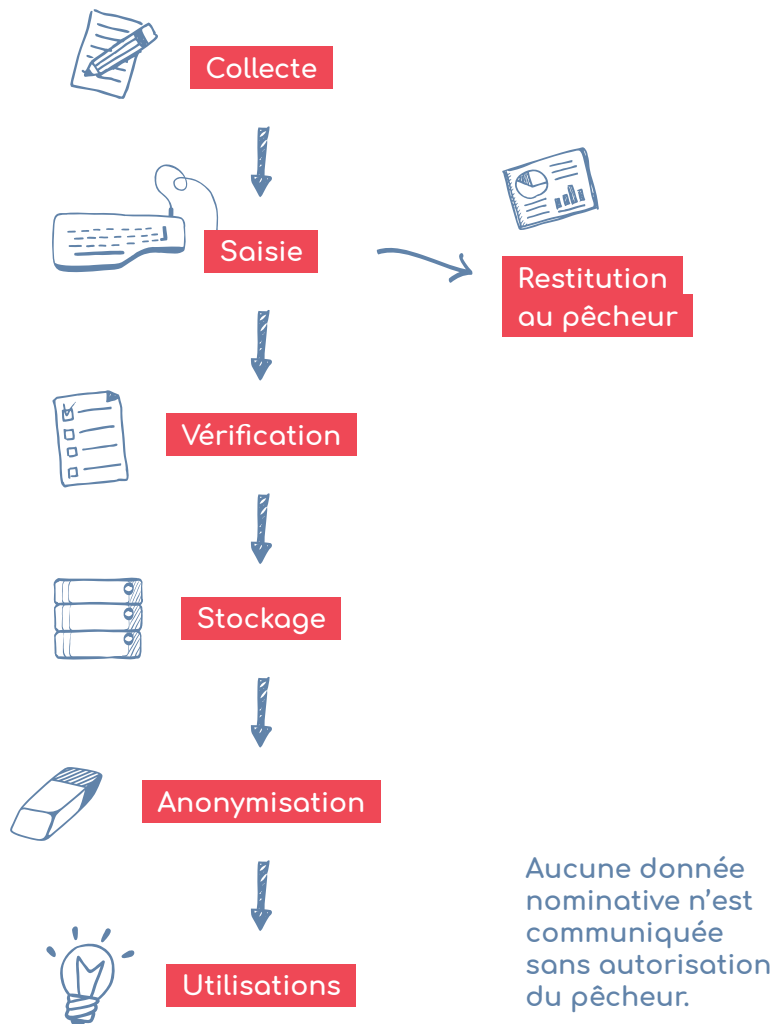 Collecte
Saisie
Restitution
au pêcheur
Vérification
Stockage
Anonymisation
Utilisations
Aucune donnée
nominative n’est
communiquée
sans autorisation
du pêcheur.